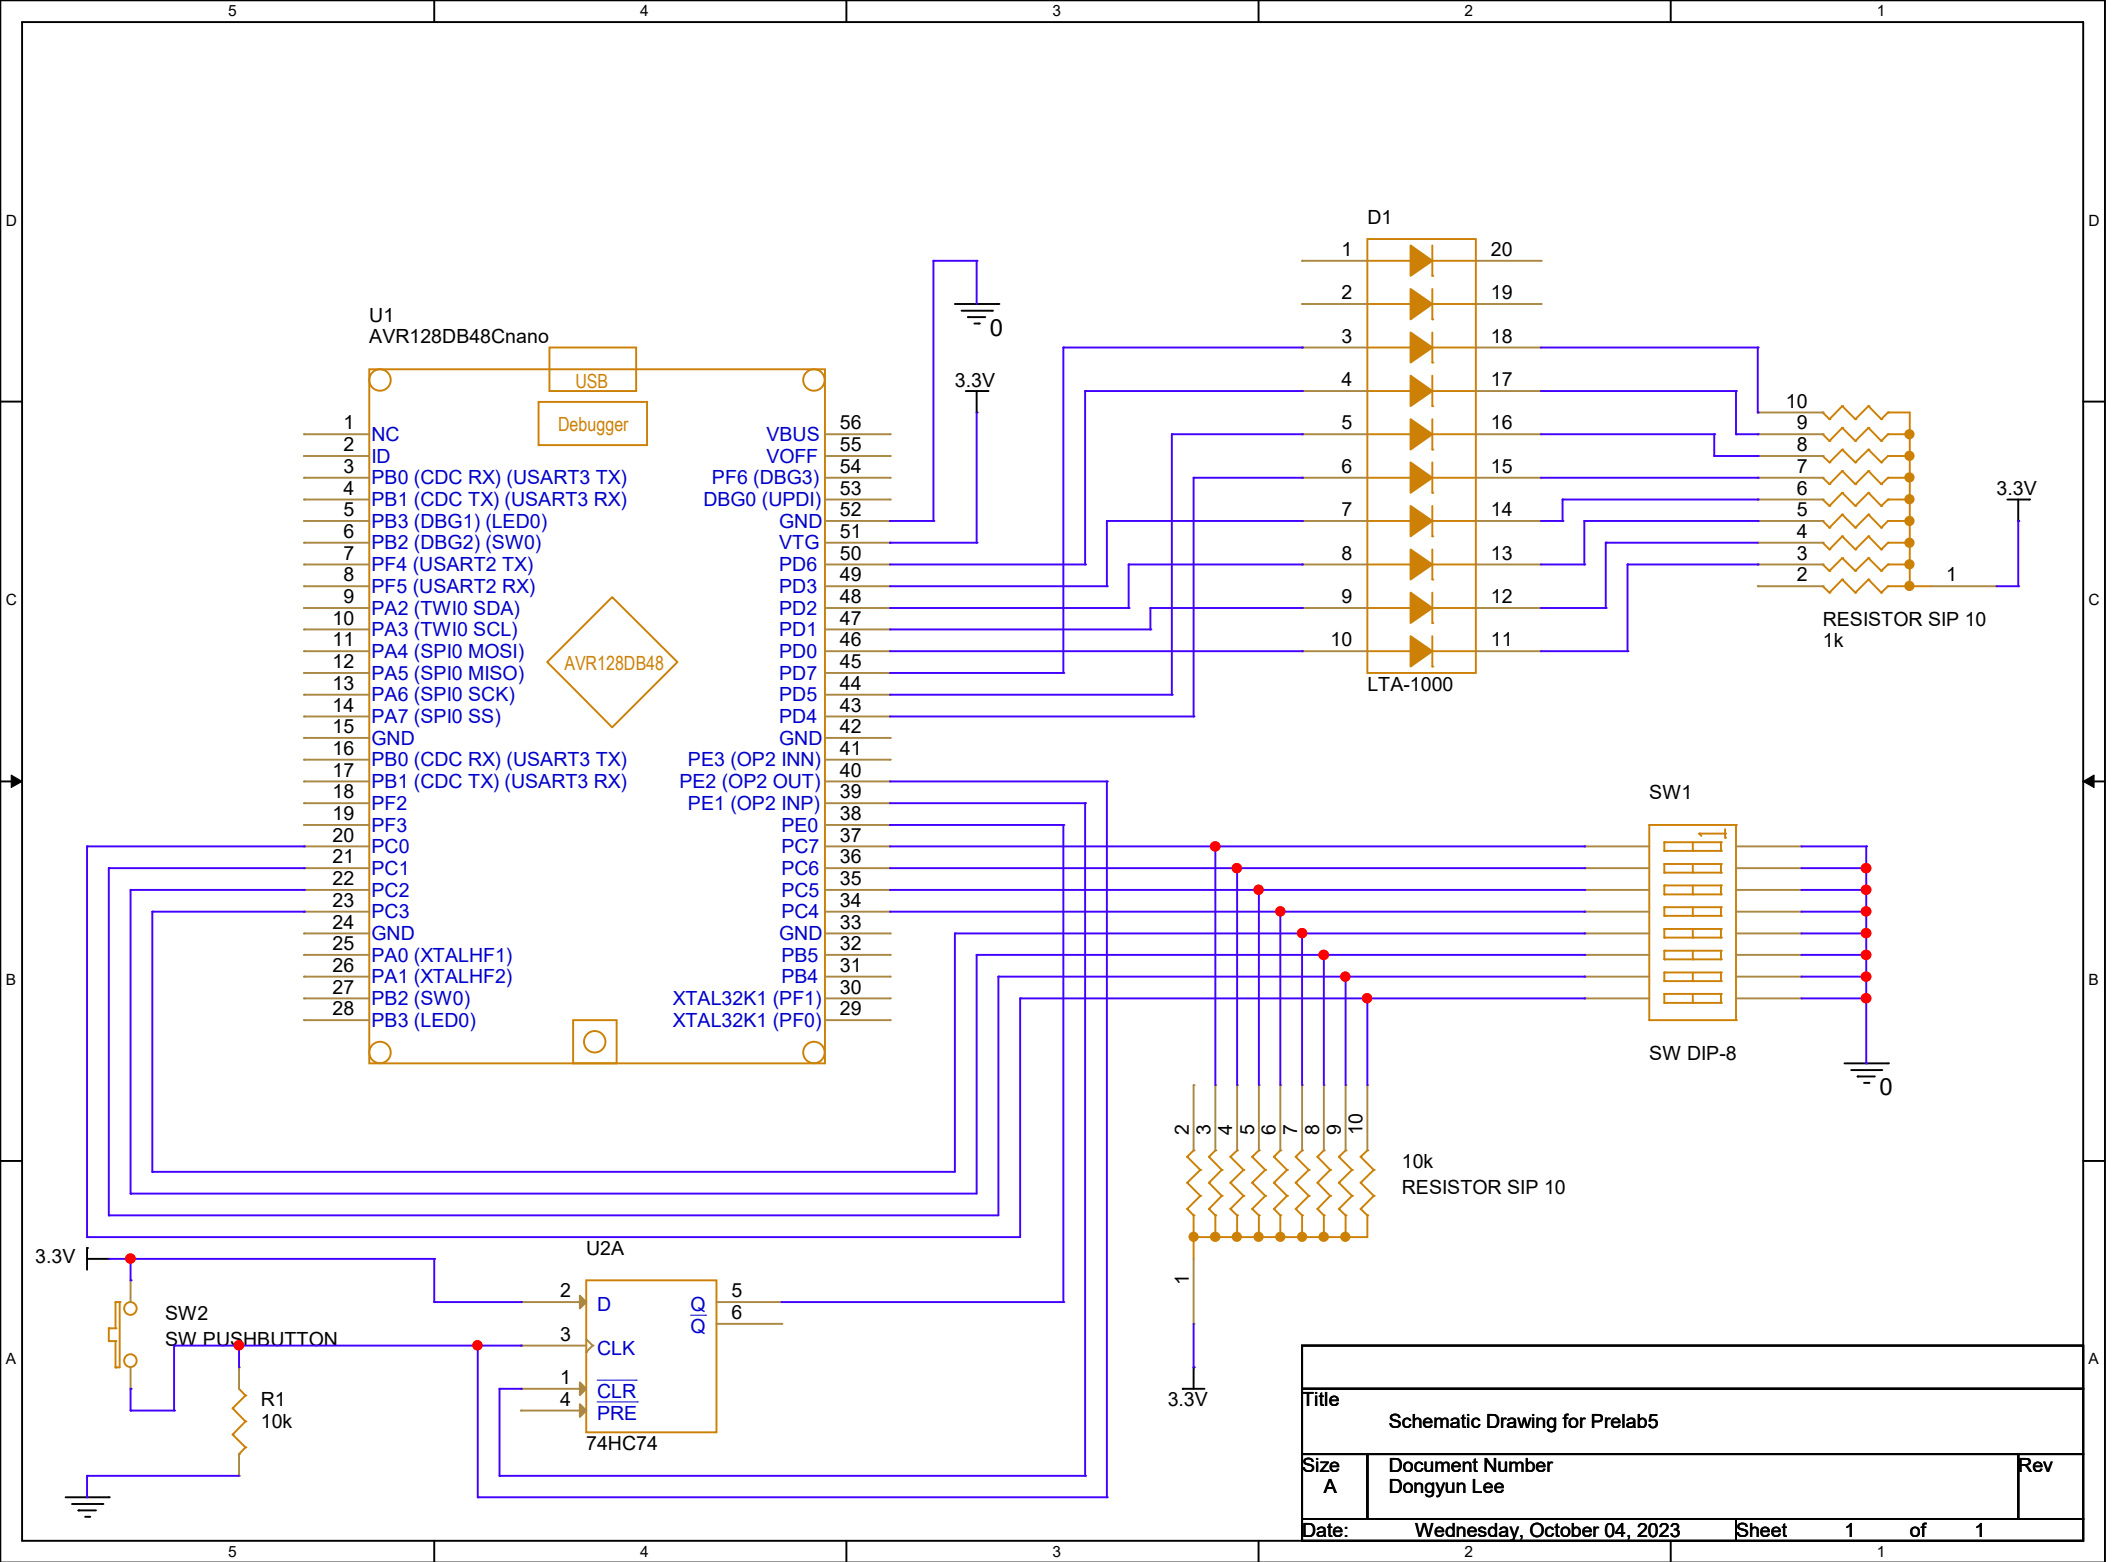 5 4 3 2 1
D D
C C
B B
A A
U1
AVR128DB48Cnano
USB
Debugger
AVR128DB48
1 NC
2 ID
3 PB0 (CDC RX) (USART3 TX)
4 PB1 (CDC TX) (USART3 RX)
5 PB3 (DBG1) (LED0)
6 PB2 (DBG2) (SW0)
7 PF4 (USART2 TX)
8 PF5 (USART2 RX)
9 PA2 (TWI0 SDA)
10 PA3 (TWI0 SCL)
11 PA4 (SPI0 MOSI)
12 PA5 (SPI0 MISO)
13 PA6 (SPI0 SCK)
14 PA7 (SPI0 SS)
15 GND
16 PB0 (CDC RX) (USART3 TX)
17 PB1 (CDC TX) (USART3 RX)
18 PF2
19 PF3
20 PC0
21 PC1
22 PC2
23 PC3
24 GND
25 PA0 (XTALHF1)
26 PA1 (XTALHF2)
27 PB2 (SW0)
28 PB3 (LED0)
VBUS 56
VOFF 55
PF6 (DBG3) 54
DBG0 (UPDI) 53
GND 52
VTG 51
PD6 50
PD3 49
PD2 48
PD1 47
PD0 46
PD7 45
PD5 44
PD4 43
GND 42
PE3 (OP2 INN) 41
PE2 (OP2 OUT) 40
PE1 (OP2 INP) 39
PE0 38
PC7 37
PC6 36
PC5 35
PC4 34
GND 33
PB5 32
PB4 31
XTAL32K1 (PF1) 30
XTAL32K1 (PF0) 29
0
3.3V
D1
1 20
2 19
3 18
4 17
5 16
6 15
7 14
8 13
9 12
10 11
LTA-1000
10
9
8
7
6
5
4
3
2
1
3.3V
RESISTOR SIP 10
1k
SW1
1
SW DIP-8
0
2 3 4 5 6 7 8 9 10
10k
RESISTOR SIP 10
1
3.3V
3.3V
SW2
SW PUSHBUTTON
R1
10k
U2A
2 D
3 CLK
1 CLR
4 PRE
Q 5
Q 6
74HC74
Title
Schematic Drawing for Prelab5
Size Document Number Rev
A Dongyun Lee
Date: Wednesday, October 04, 2023 Sheet 1 of 1
5 4 3 2 1